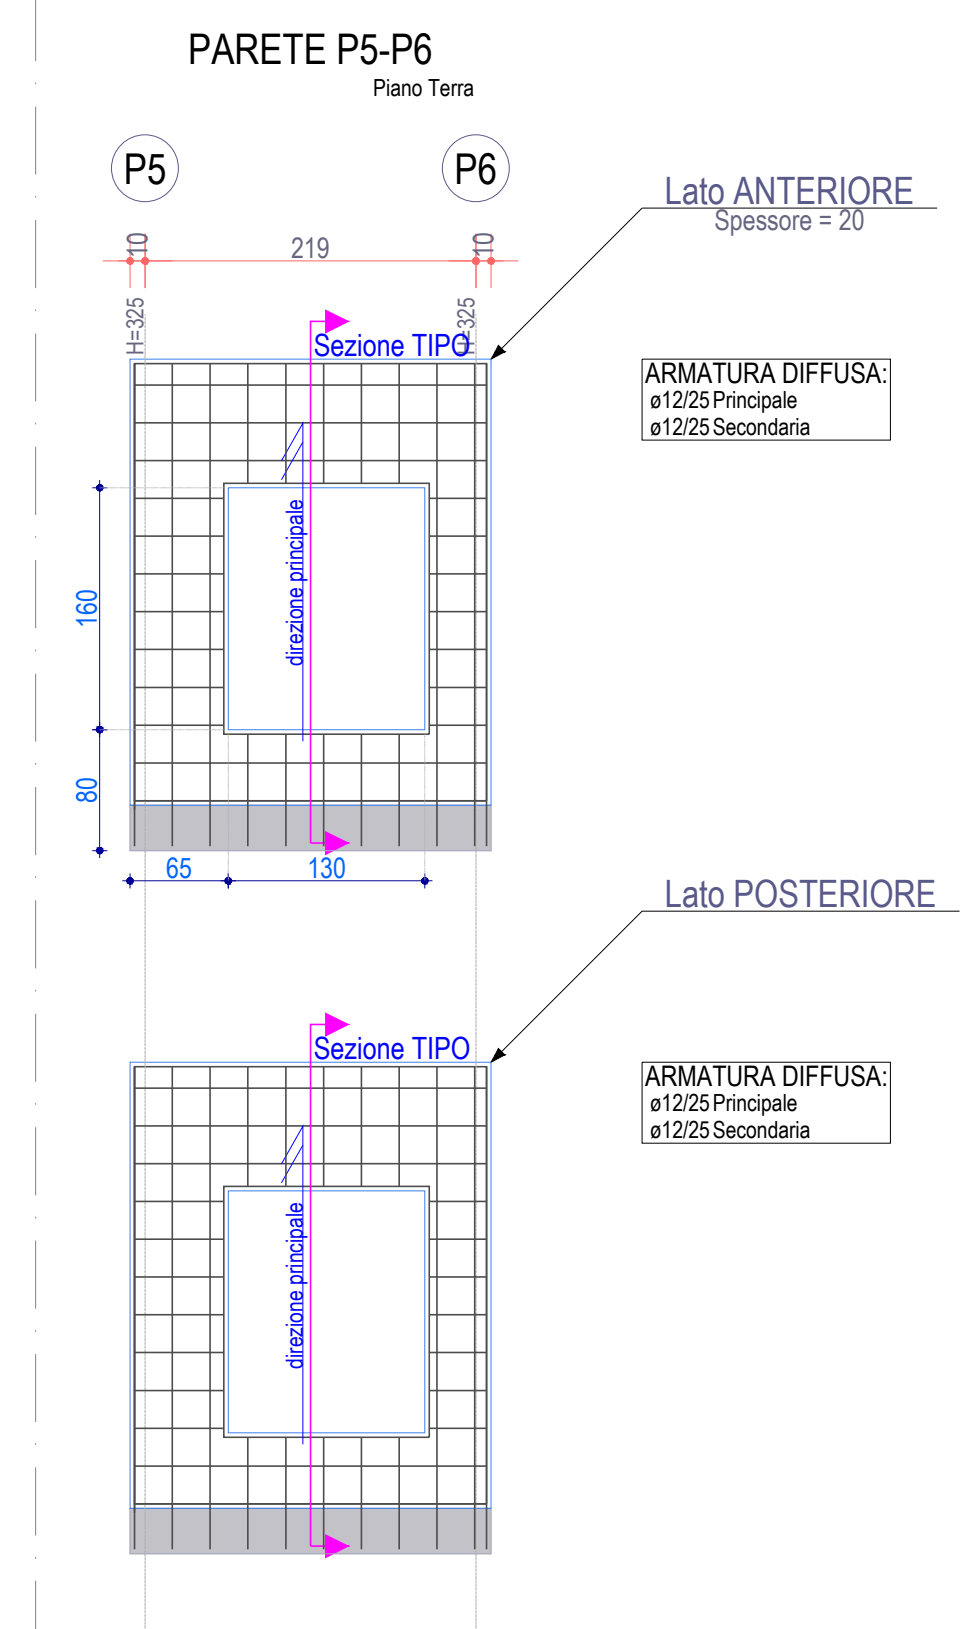 PARETE P5-P6
Piano Terra
P5
P6
Lato ANTERIORE
Spessore = 20
10
219
10
H=325
H=325
Sezione TIPO
ARMATURA DIFFUSA:
ø12/25 Principale
ø12/25 Secondaria
direzione principale
160
80
65
130
Lato POSTERIORE
Sezione TIPO
ARMATURA DIFFUSA:
ø12/25 Principale
ø12/25 Secondaria
direzione principale